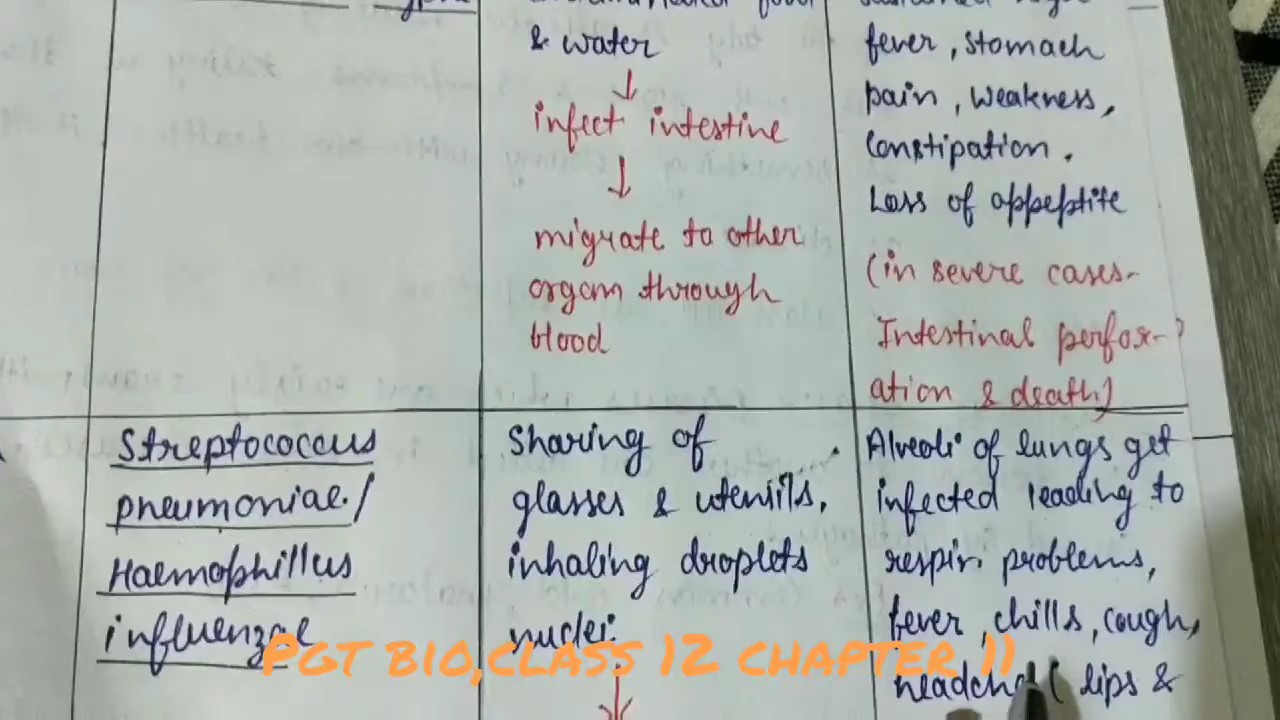 & water
infect intestine
migrate to other
organ through
blood
fever, stomach
pain, weakness,
Constipation.
Loss of appeptite
(in severe cases-
Intestinal perfor-
ation & death)
Streptococcus
pneumoniae/
Haemophillus
influenzae
Sharing of
glasses & utensils,
inhaling droplets
nuclei
Alveoli of lungs get
infected leading to
respir. problems,
fever, chills, cough,
headche ( lips &
PGT BIO,CLASS 12 CHAPTER 11